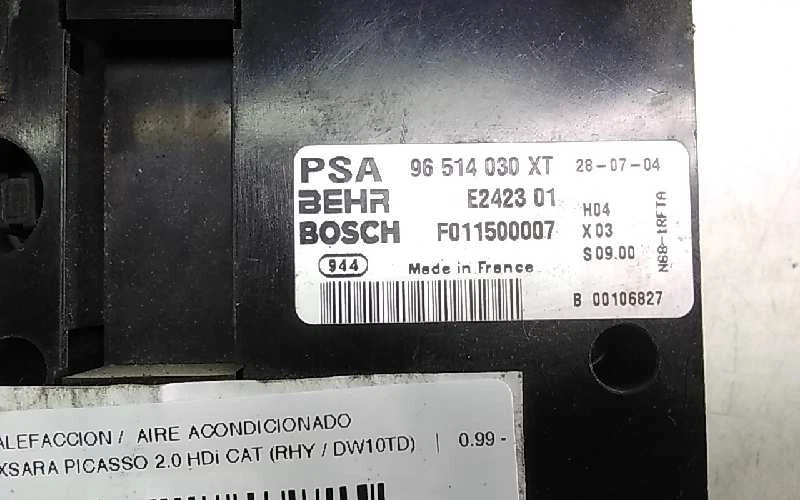 PSA 96 514 030 XT 28-07-04
BEHR E2423 01 H04
BOSCH F011500007 X03
944 Made in France S09.00
N68-1RFTA
B 00106827
ALEFACCION / AIRE ACONDICIONADO
XSARA PICASSO 2.0 HDi CAT (RHY / DW10TD) | 0.99 -